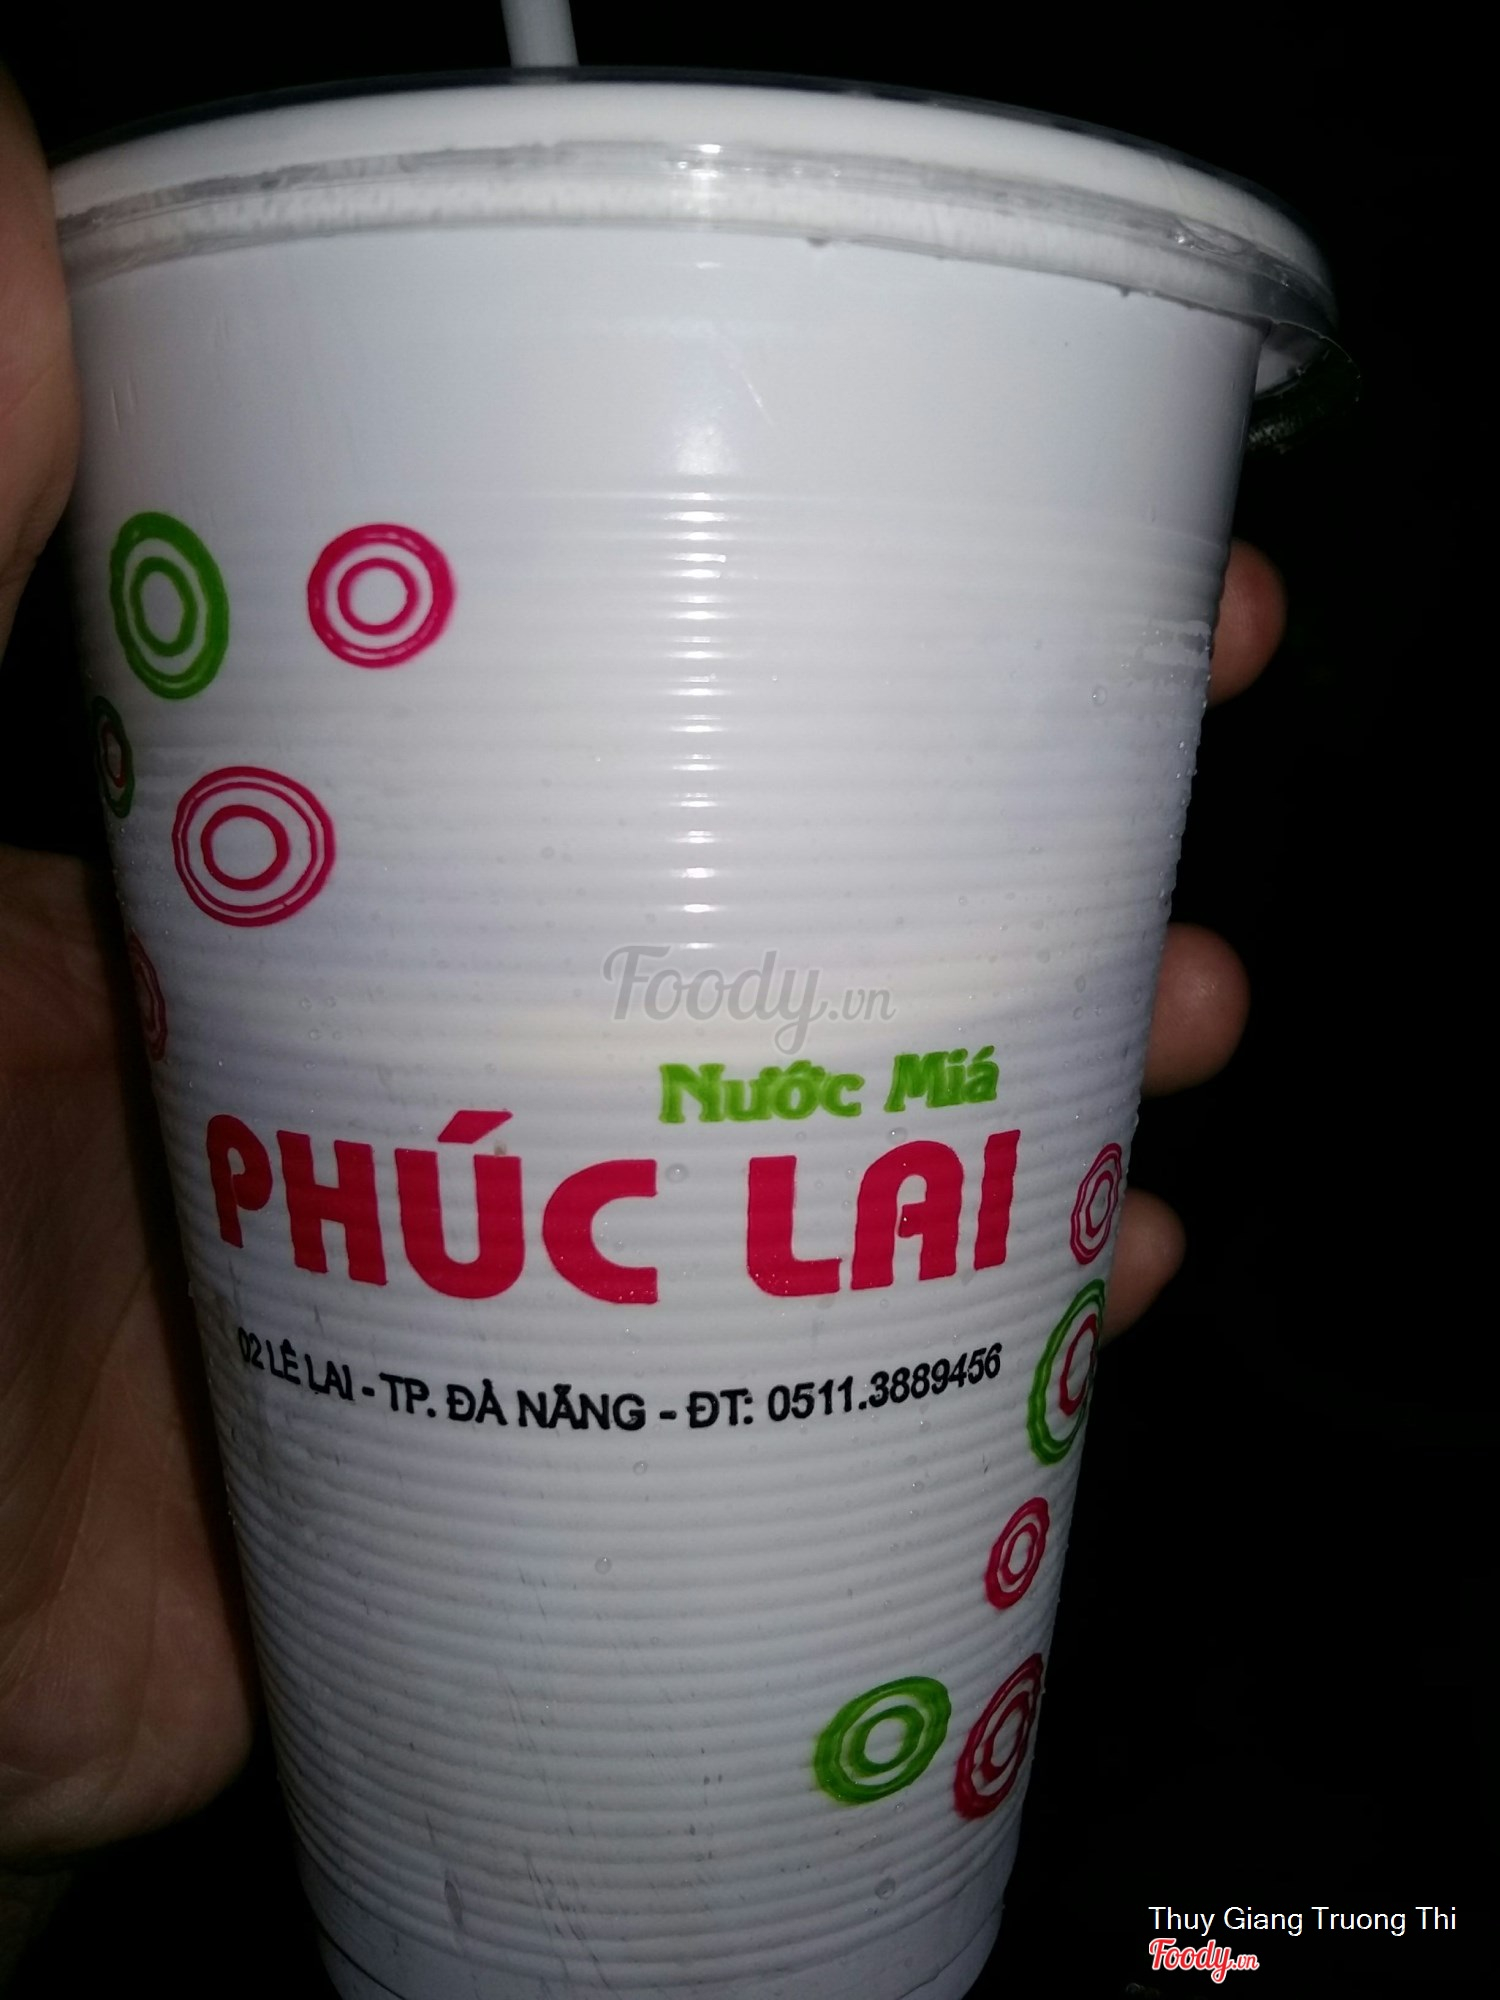 Foody.vn
Nước Miá
PHÚC LAI
02 LÊ LAI - TP. ĐÀ NẴNG - ĐT: 0511.3889456
Thuy Giang Truong Thi
Foody.vn